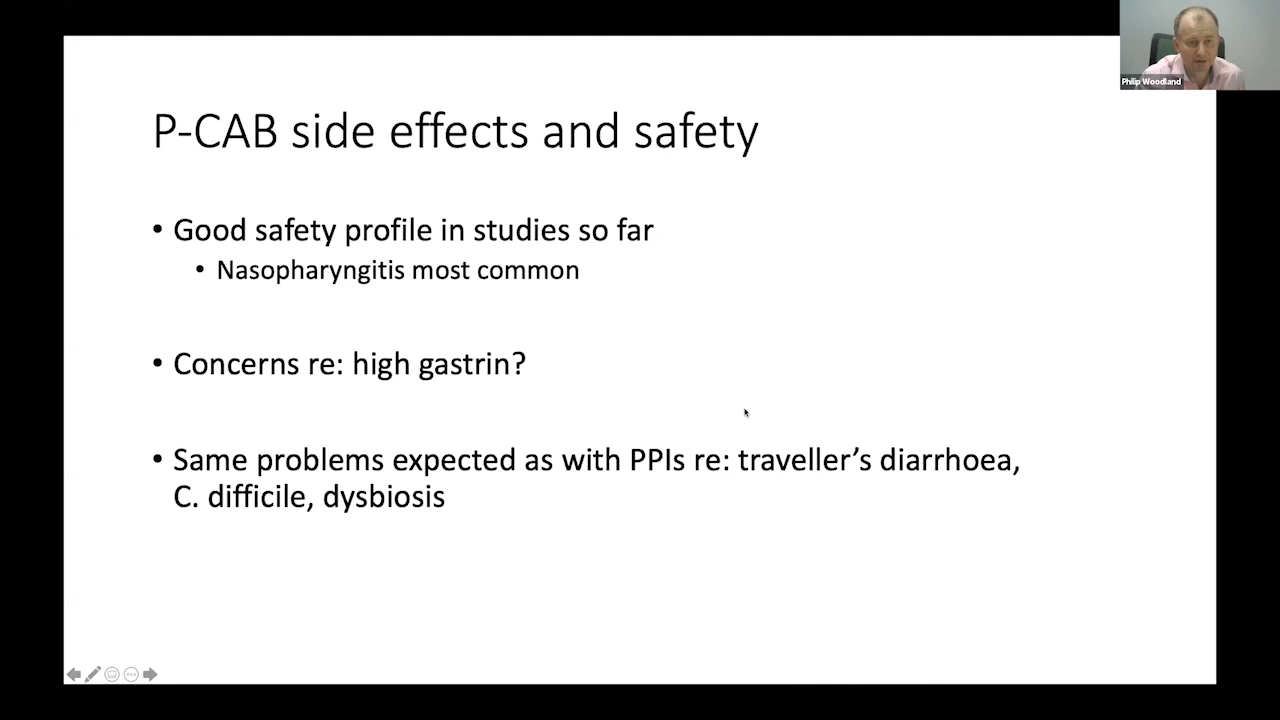 Philip Woodland
P-CAB side effects and safety
• Good safety profile in studies so far
• Nasopharyngitis most common
• Concerns re: high gastrin?
• Same problems expected as with PPIs re: traveller’s diarrhoea,
C. difficile, dysbiosis